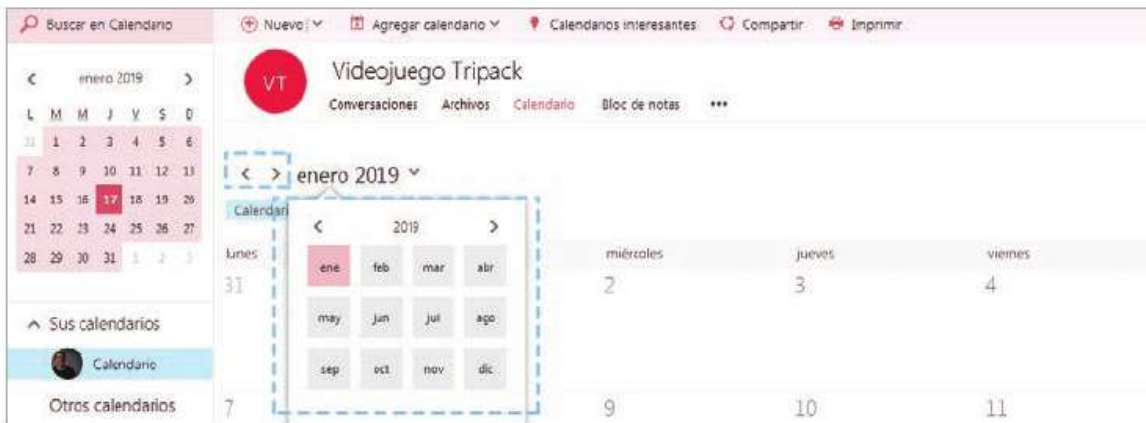 Buscar en Calendario
Nuevo Agregar calendario Calendarios interesantes Compartir Imprimir
enero 2019
L M M J V S D
31 1 2 3 4 5 6
7 8 9 10 11 12 13
14 15 16 17 18 19 20
21 22 23 24 25 26 27
28 29 30 31 1 2 3
Sus calendarios
Calendario
Otros calendarios
VT Videojuego Tripack
Conversaciones Archivos Calendario Bloc de notas •••
< > enero 2019
Calendari
< 2019 >
ene feb mar abr
may jun jul ago
sep oct nov dic
lunes miércoles jueves viernes
31 2 3 4
7 9 10 11